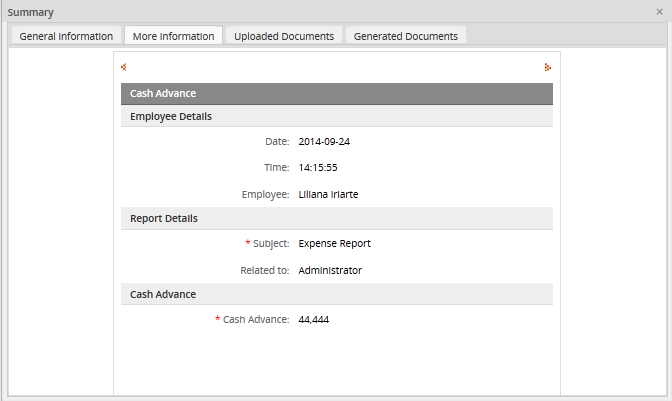 Summary
General Information More Information Uploaded Documents Generated Documents
Cash Advance
Employee Details
Date: 2014-09-24
Time: 14:15:55
Employee: Liliana Iriarte
Report Details
* Subject: Expense Report
Related to: Administrator
Cash Advance
* Cash Advance: 44,444